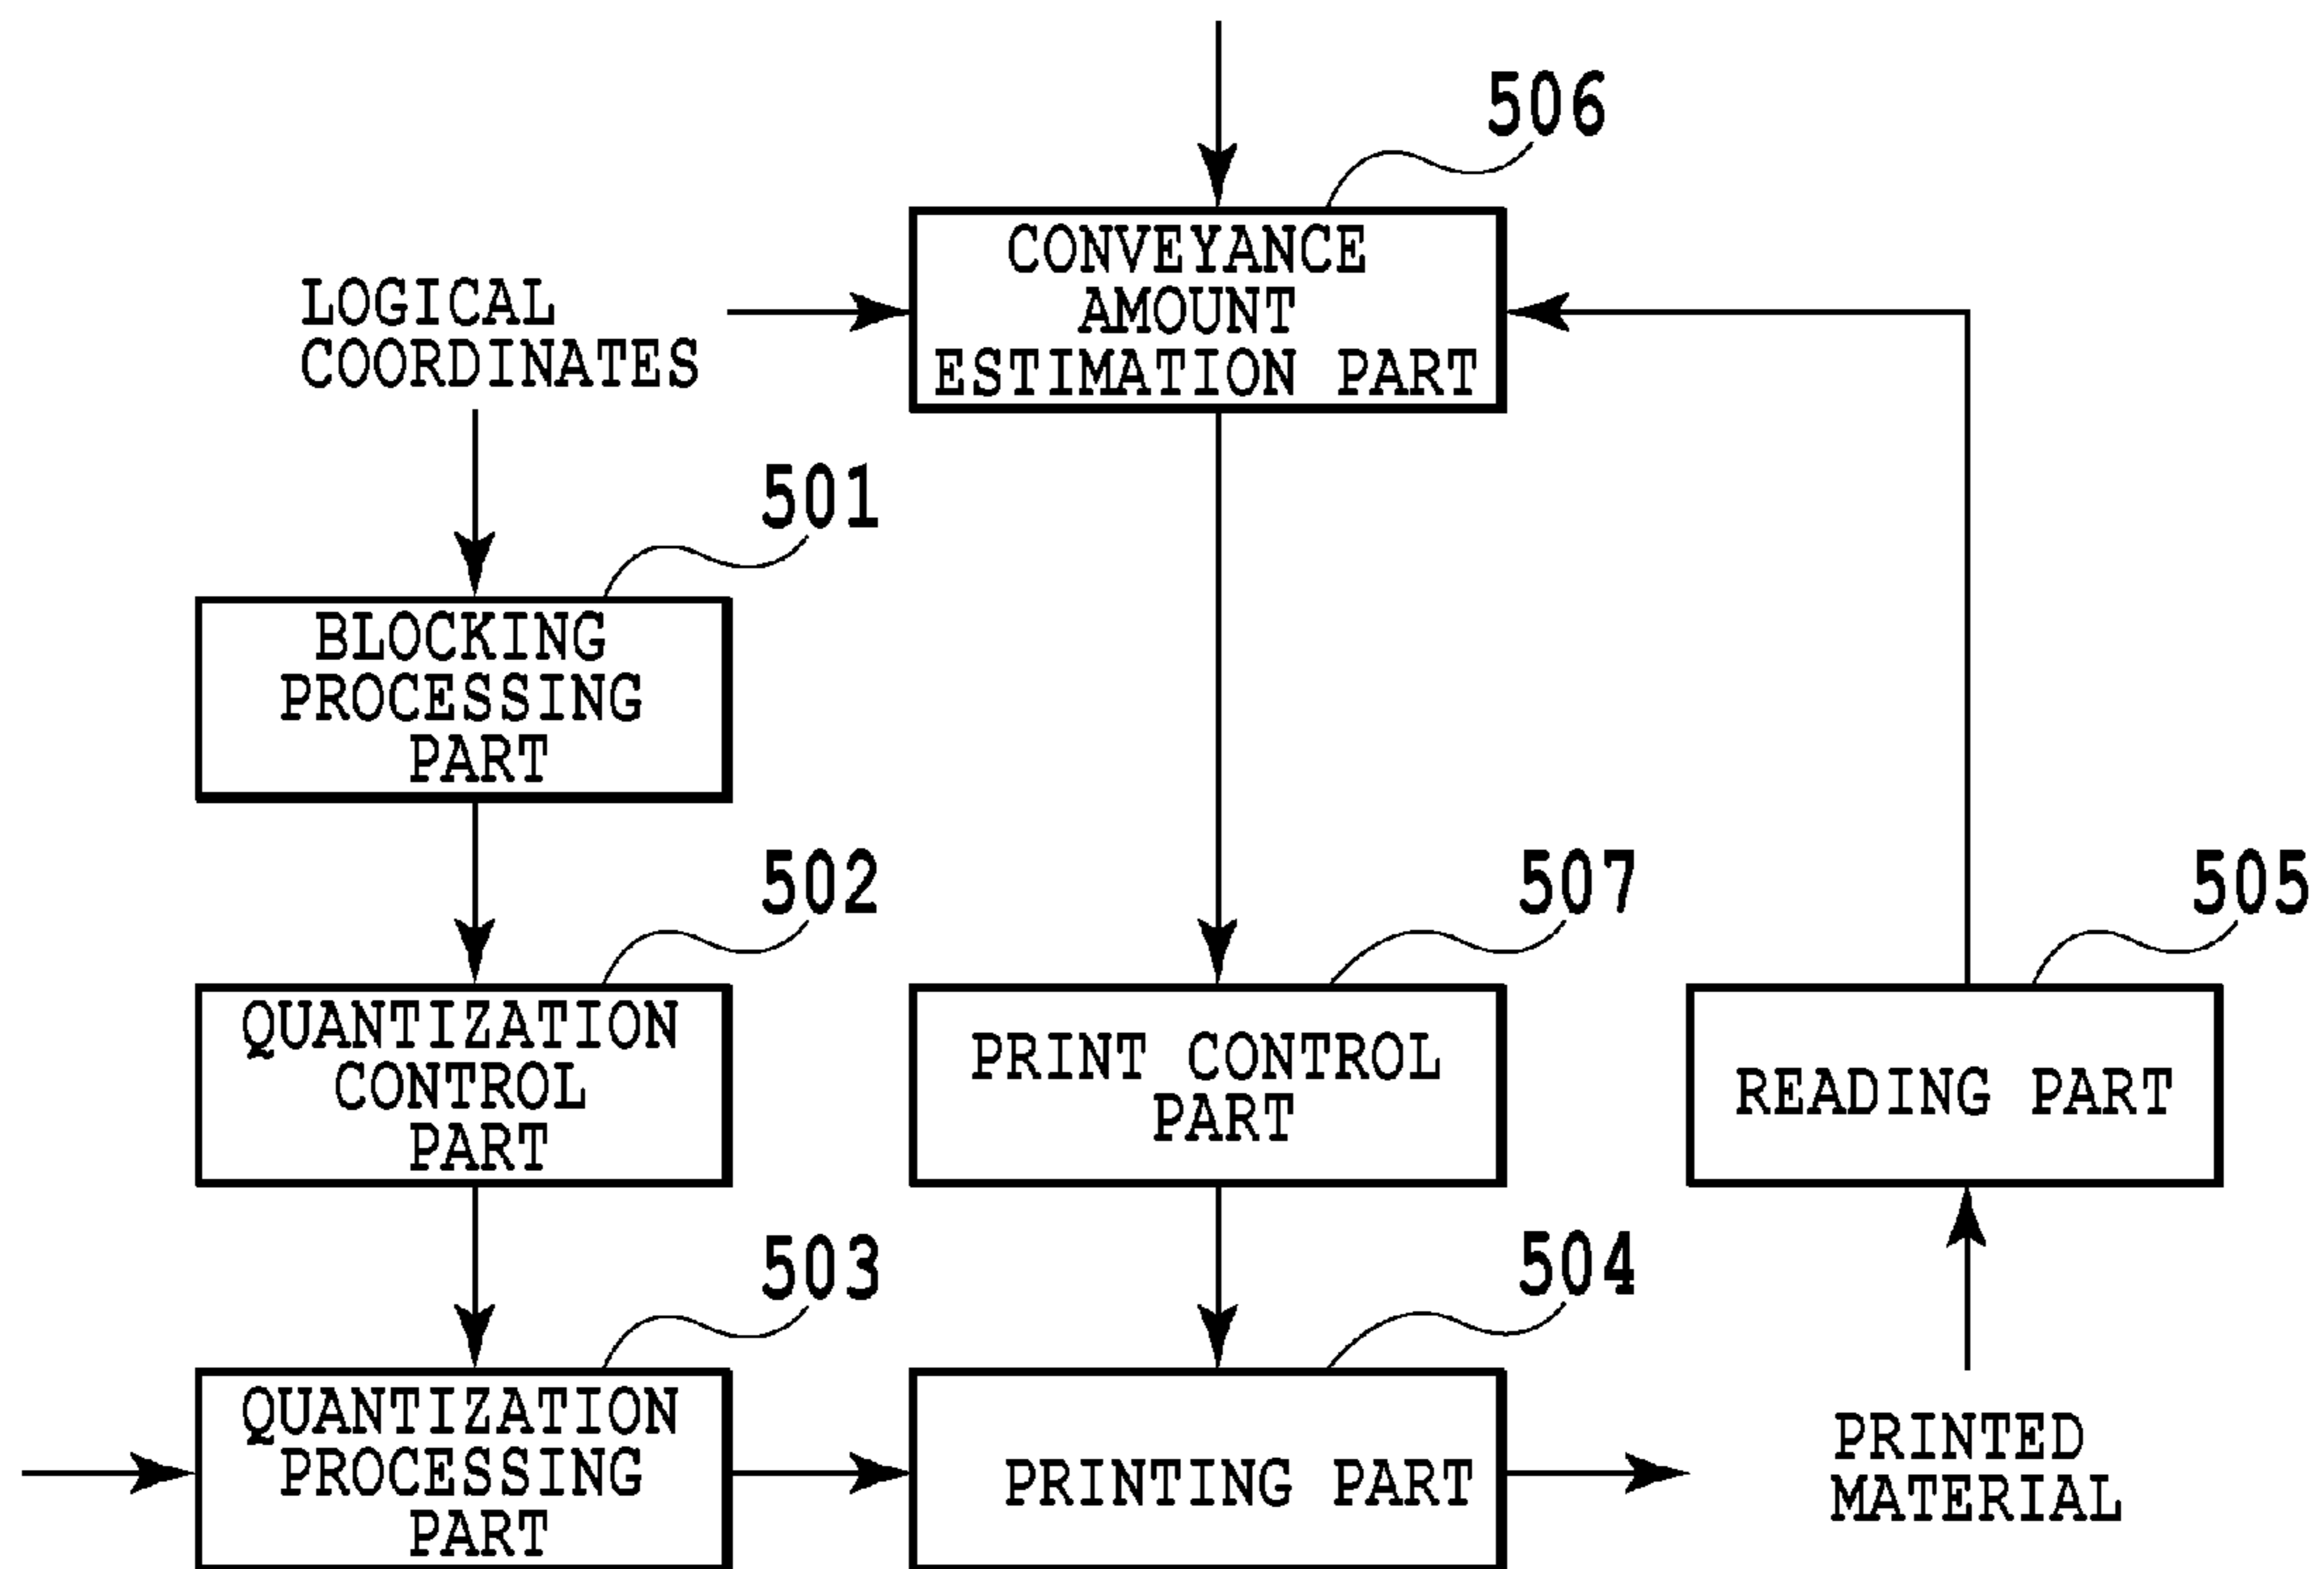 506
CONVEYANCE
AMOUNT
ESTIMATION PART
LOGICAL
COORDINATES
501
BLOCKING
PROCESSING
PART
502
QUANTIZATION
CONTROL
PART
507
PRINT CONTROL
PART
505
READING PART
503
QUANTIZATION
PROCESSING
PART
504
PRINTING PART
PRINTED
MATERIAL